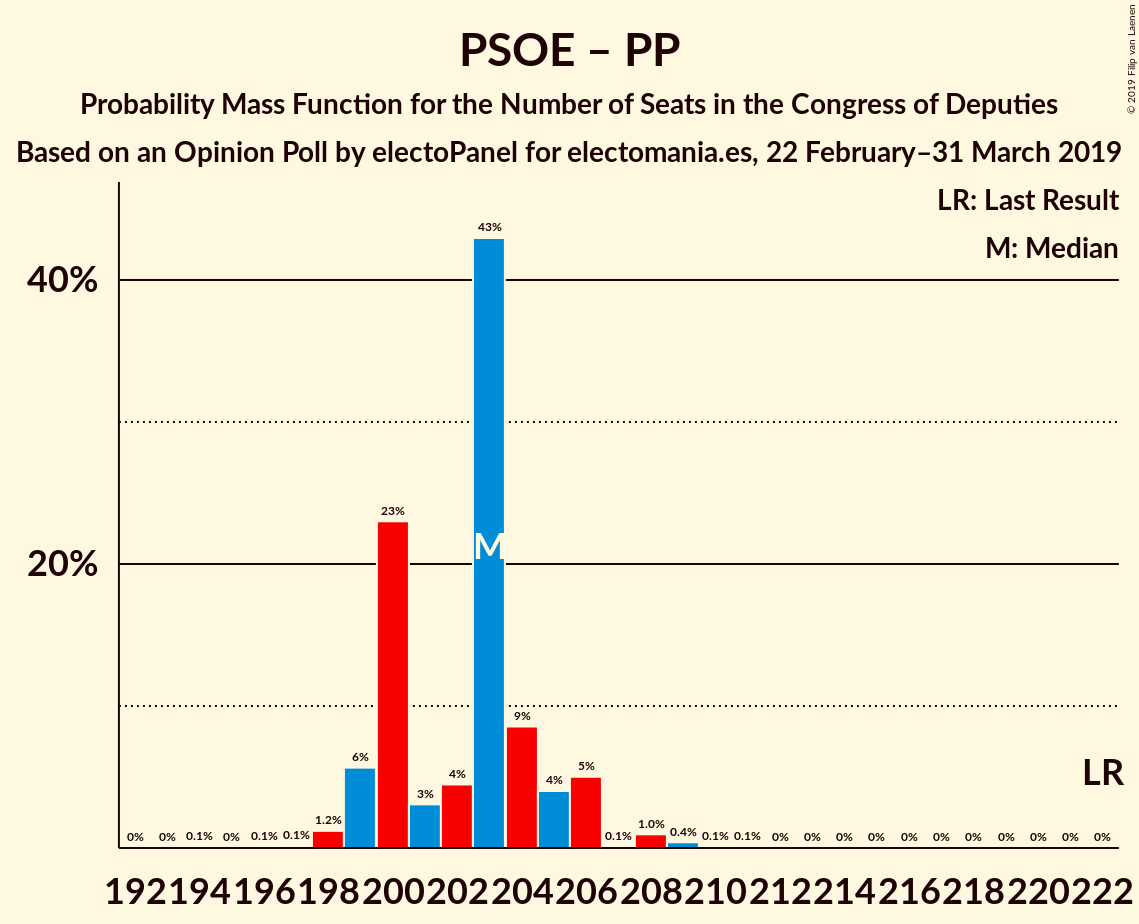 PSOE – PP
Probability Mass Function for the Number of Seats in the Congress of Deputies
Based on an Opinion Poll by electoPanel for electomania.es, 22 February–31 March 2019
© 2019 Filip van Laenen
LR: Last Result
M: Median
40%
20%
43%
23%
M
9%
6%
5%
4%
4%
3%
LR
0% 0% 0.1% 0% 0.1% 0.1% 1.2% 0.1% 1.0% 0.4% 0.1% 0.1% 0% 0% 0% 0% 0% 0% 0% 0% 0% 0% 0%
192 194 196 198 200 202 204 206 208 210 212 214 216 218 220 222